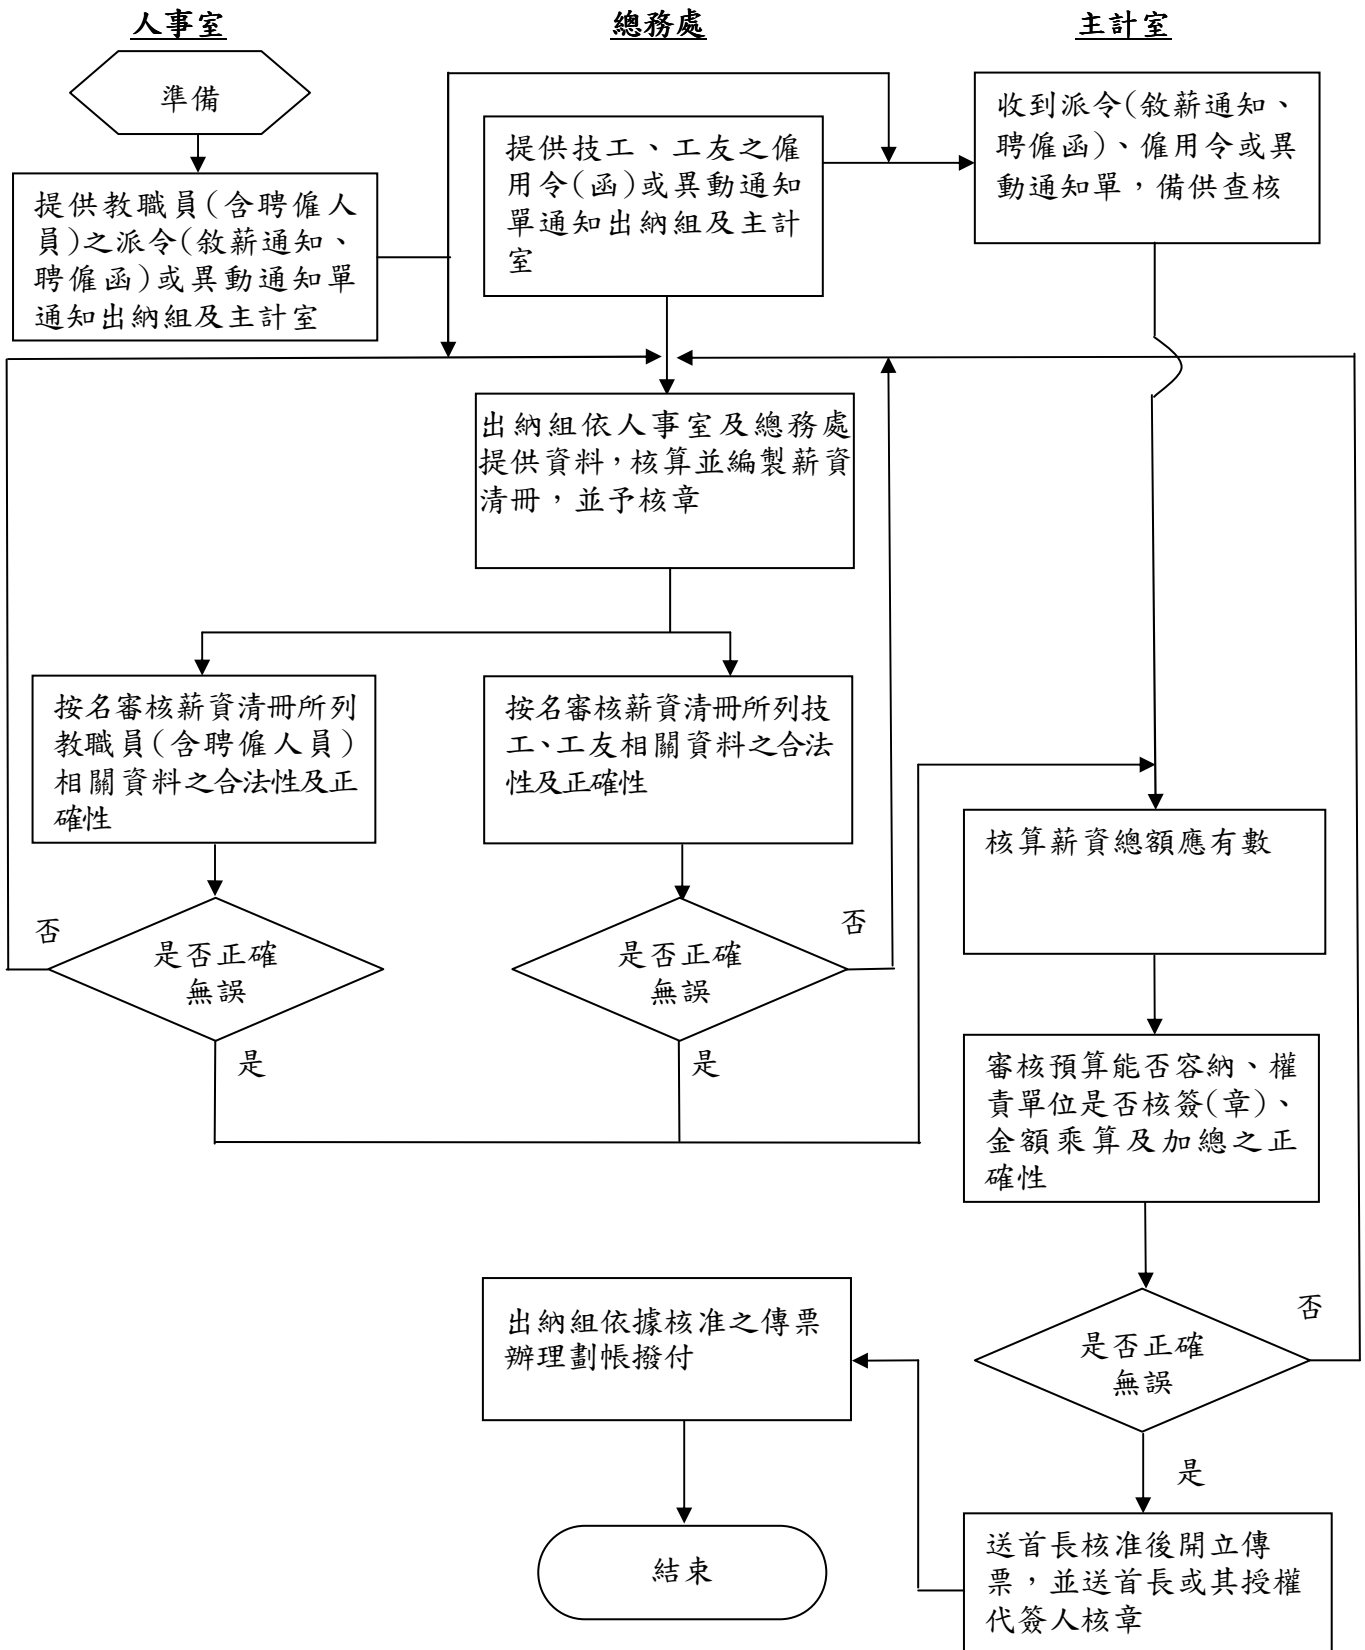 人事室
總務處
主計室
準備
提供教職員(含聘僱人
員)之派令(敘薪通知、
聘僱函)或異動通知單
通知出納組及主計室
提供技工、工友之僱
用令(函)或異動通知
單通知出納組及主計
室
收到派令(敘薪通知、
聘僱函)、僱用令或異
動通知單，備供查核
出納組依人事室及總務處
提供資料，核算並編製薪資
清冊，並予核章
按名審核薪資清冊所列
教職員(含聘僱人員)
相關資料之合法性及正
確性
按名審核薪資清冊所列技
工、工友相關資料之合法
性及正確性
核算薪資總額應有數
否
是否正確
無誤
是
否
是否正確
無誤
是
審核預算能否容納、權
責單位是否核簽(章)、
金額乘算及加總之正
確性
否
是否正確
無誤
是
出納組依據核准之傳票
辦理劃帳撥付
送首長核准後開立傳
票，並送首長或其授權
代簽人核章
結束